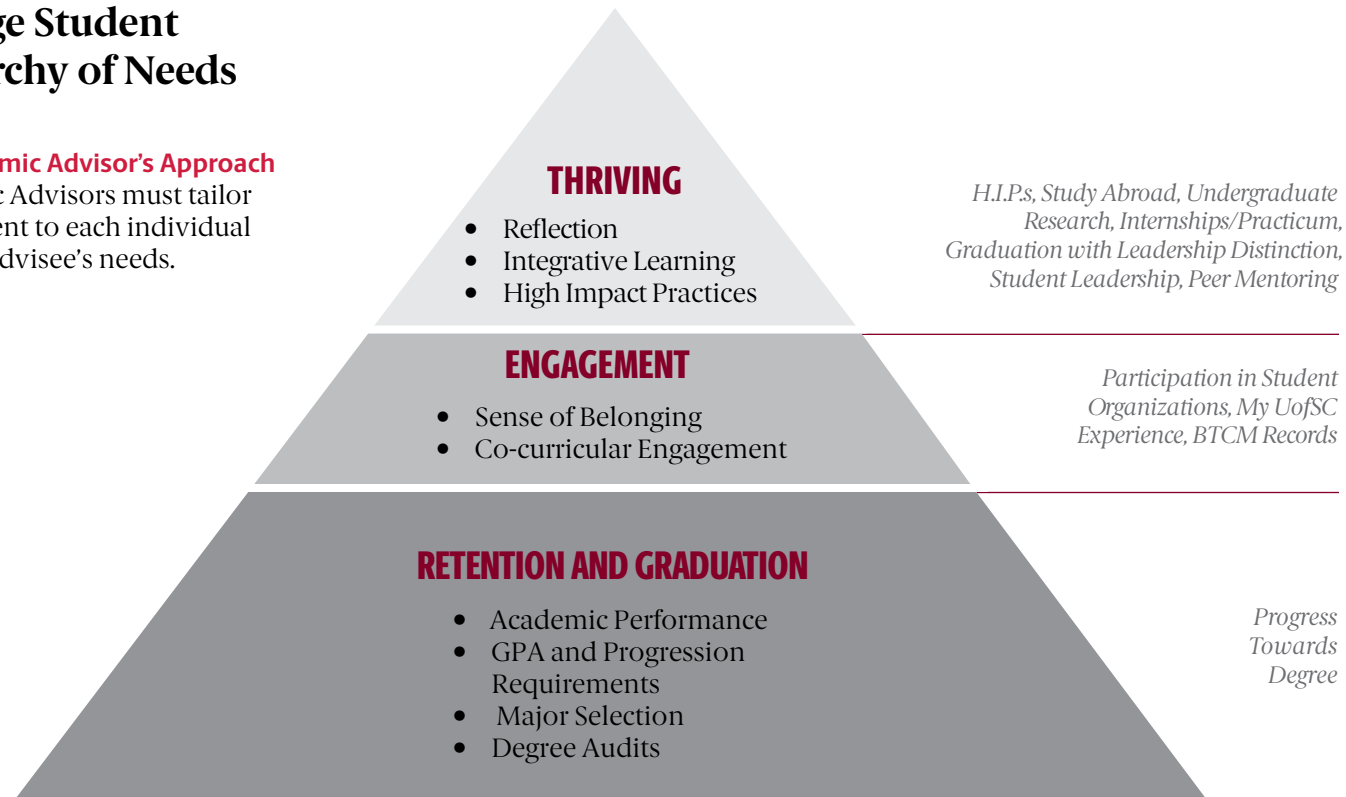 ge Student
rchy of Needs
mic Advisor's Approach
c Advisors must tailor
ent to each individual
dvisee's needs.
THRIVING
• Reflection
• Integrative Learning
• High Impact Practices
H.I.P.s, Study Abroad, Undergraduate
Research, Internships/Practicum,
Graduation with Leadership Distinction,
Student Leadership, Peer Mentoring
ENGAGEMENT
• Sense of Belonging
• Co-curricular Engagement
Participation in Student
Organizations, My UofSC
Experience, BTCM Records
RETENTION AND GRADUATION
• Academic Performance
• GPA and Progression
Requirements
• Major Selection
• Degree Audits
Progress
Towards
Degree